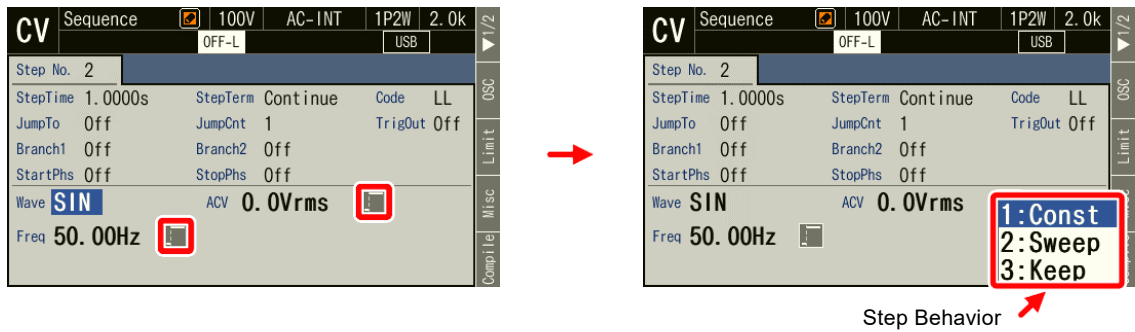 CV Sequence 100V AC-INT 1P2W 2.0k ▼1/2
OFF-L USB
Step No. 2
StepTime 1.0000s StepTerm Continue Code LL
JumpTo Off JumpCnt 1 TrigOut Off
Branch1 Off Branch2 Off
StartPhs Off StopPhs Off
Wave SIN ACV 0.0Vrms
Freq 50.00Hz
OSC
Limit
Misc
Compile
CV Sequence 100V AC-INT 1P2W 2.0k ▼1/2
OFF-L USB
Step No. 2
StepTime 1.0000s StepTerm Continue Code LL
JumpTo Off JumpCnt 1 TrigOut Off
Branch1 Off Branch2 Off
StartPhs Off StopPhs Off
Wave SIN ACV 0.0Vrms
Freq 50.00Hz
OSC
Limit
1:Const
2:Sweep
3:Keep
Step Behavior